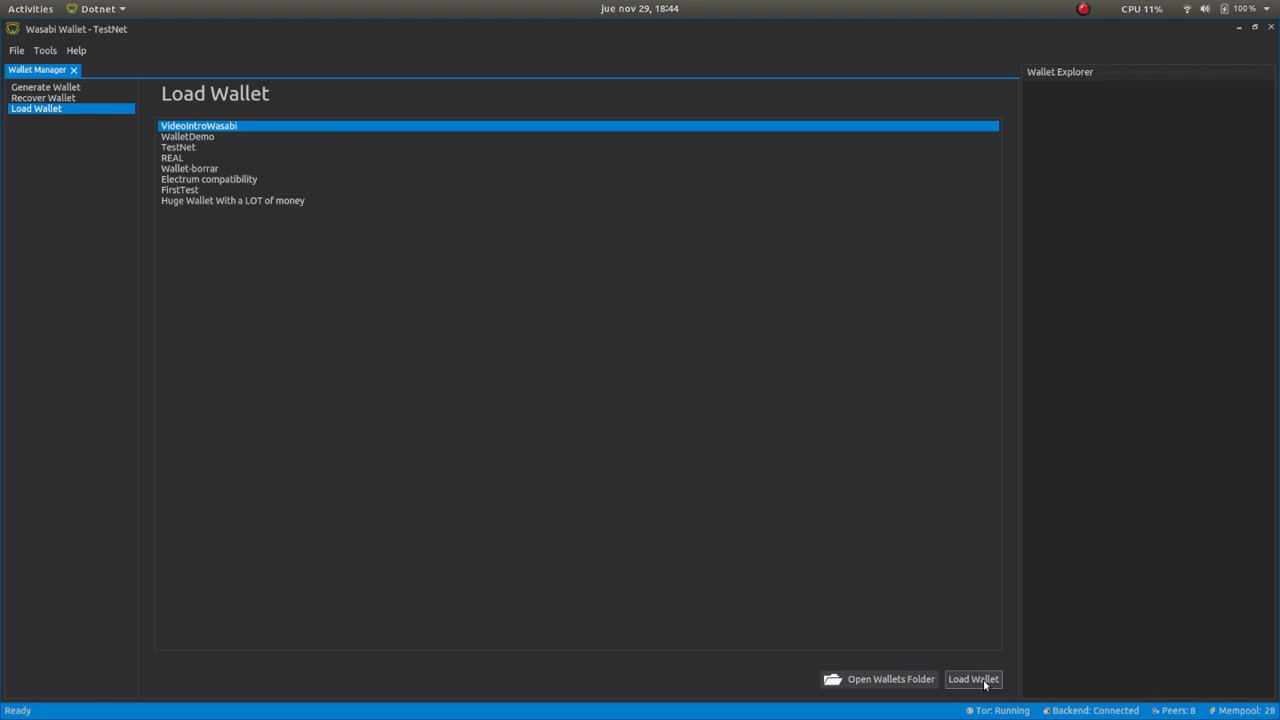 Activities Dotnet jue nov 29, 18:44 CPU 11% 100 %
Wasabi Wallet - TestNet
File Tools Help
Wallet Manager
Wallet Explorer
Generate Wallet
Recover Wallet
Load Wallet
Load Wallet
VideoIntroWasabi
WalletDemo
TestNet
REAL
Wallet-borrar
Electrum compatibility
FirstTest
Huge Wallet With a LOT of money
Open Wallets Folder Load Wallet
Ready Tor: Running Backend: Connected Peers: 8 Mempool: 28